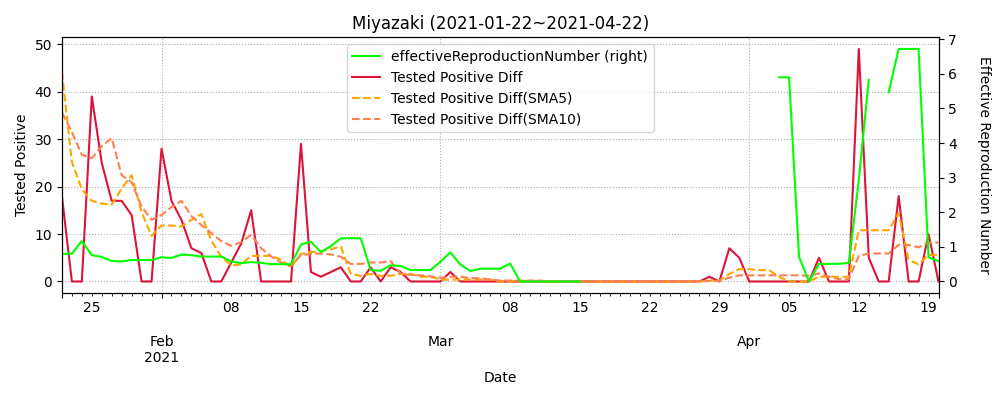 Miyazaki (2021-01-22~2021-04-22)
effectiveReproductionNumber (right)
Tested Positive Diff
Tested Positive Diff(SMA5)
Tested Positive Diff(SMA10)
Tested Positive
50
40
30
20
10
0
7
6
5
4
3
2
1
0
Effective Reproduction Number
25 08 15 22 08 15 22 29 05 12 19
Feb Mar Apr
2021
Date